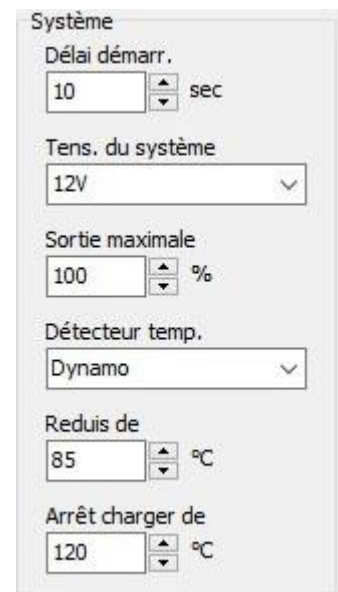 Système
Délai démarr.
10 sec
Tens. du système
12V
Sortie maximale
100 %
Détecteur temp.
Dynamo
Reduis de
85 °C
Arrêt charger de
120 °C